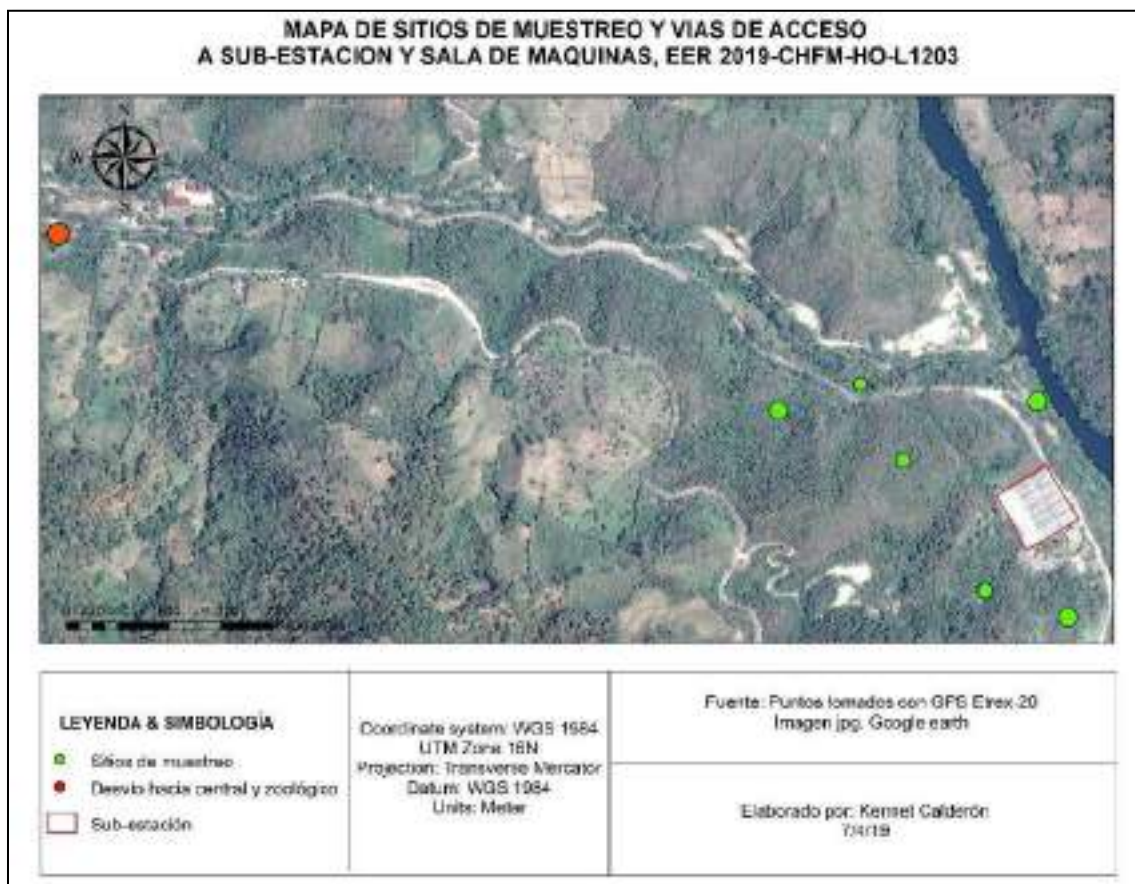 MAPA DE SITIOS DE MUESTREO Y VIAS DE ACCESO
A SUB-ESTACION Y SALA DE MAQUINAS, EER 2019-CHFM-HO-L1203
N
W
S
LEYENDA & SIMBOLOGÍA
Sitios de muestreo
Desvio hacia central y zoológico
Sub-estación
Coordinate system: WGS 1984
UTM Zone 16N
Projection: Transverse Mercator
Datum: WGS 1984
Units: Meter
Fuente: Puntos tomados con GPS Etrex-20
Imagen jpg. Google earth
Elaborado por: Kermet Calderón
7/4/19